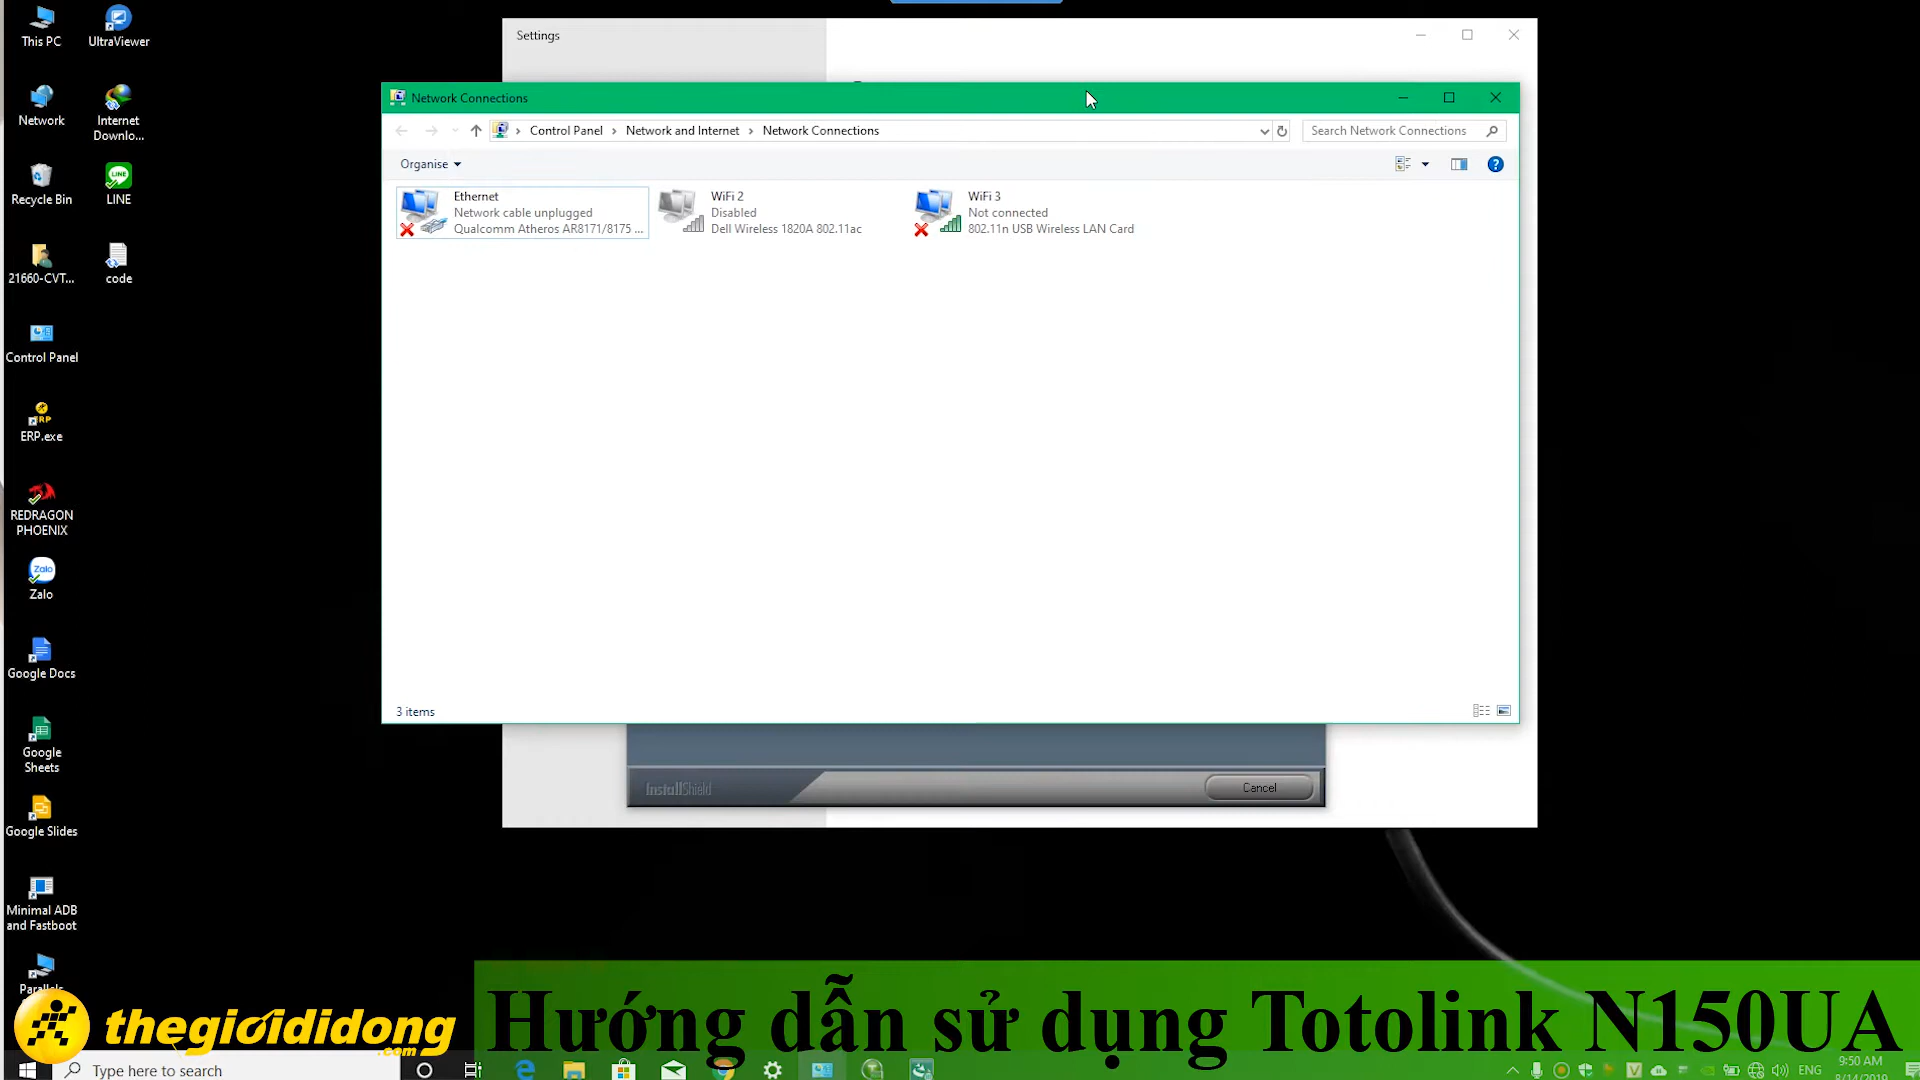 This PC
UltraViewer
Network
Internet
Downlo...
Recycle Bin
LINE
21660-CVT...
code
Control Panel
ERP.exe
REDRAGON
PHOENIX
Zalo
Zalo
Google Docs
Google
Sheets
Google Slides
Minimal ADB
and Fastboot
Settings
Network Connections
Control Panel > Network and Internet > Network Connections
Search Network Connections
Organise
Ethernet
Network cable unplugged
Qualcomm Atheros AR8171/8175 ...
WiFi 2
Disabled
Dell Wireless 1820A 802.11ac
WiFi 3
Not connected
802.11n USB Wireless LAN Card
3 items
InstallShield
Cancel
thegioididong
.com
Hướng dẫn sử dụng Totolink N150UA
Type here to search
ENG
9:50 AM
8/14/2019